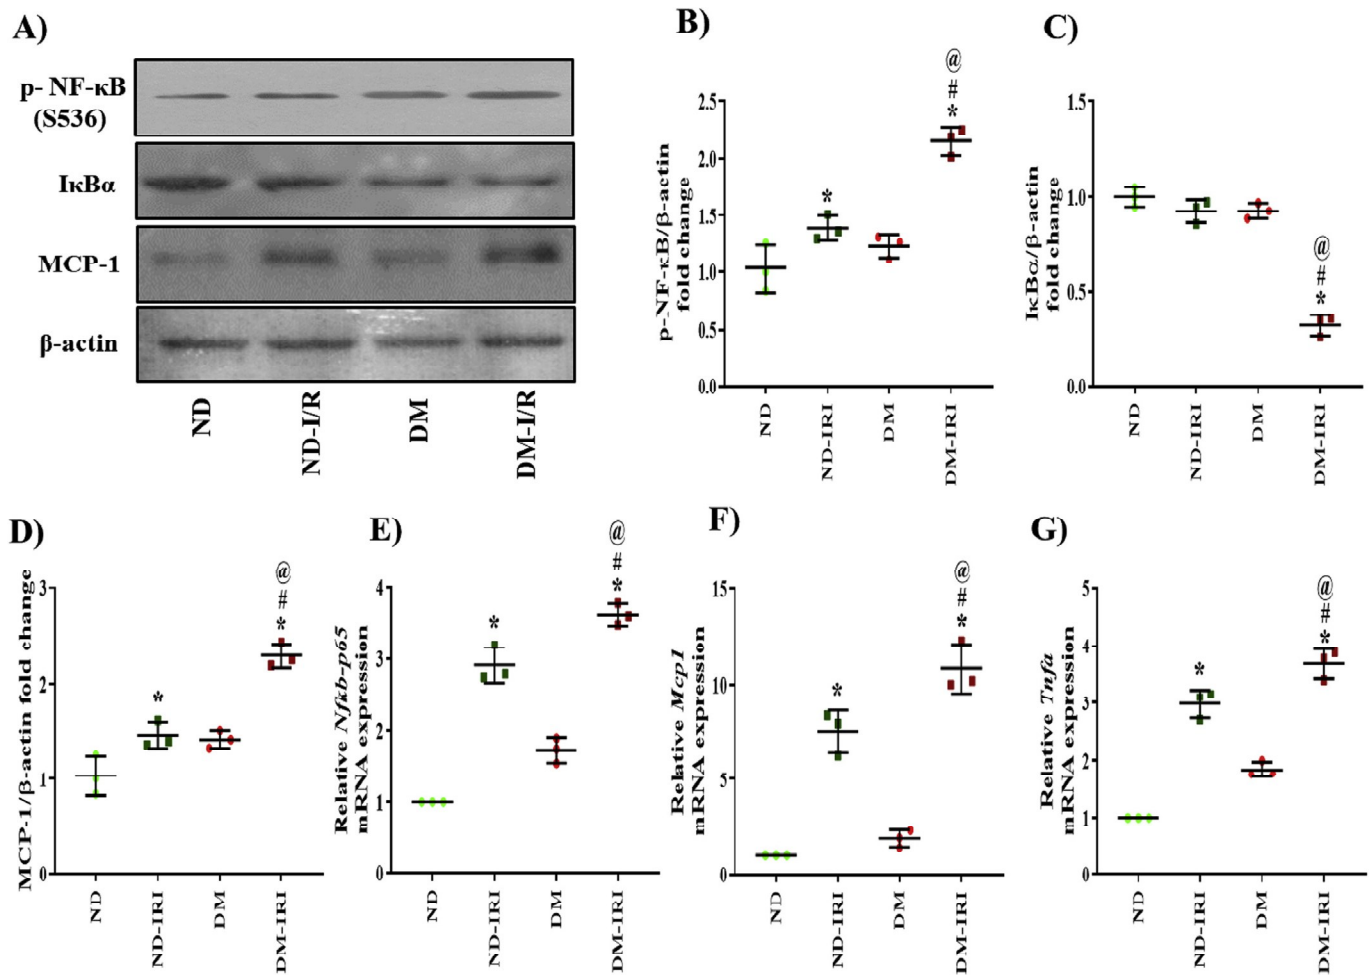 A)
p- NF-κB
(S536)
IκBα
MCP-1
β-actin
ND
ND-I/R
DM
DM-I/R
B)
p-NF-κB/β-actin
fold change
2.5
2.0
1.5
1.0
0.5
0.0
*
@
#
*
ND
ND-IRI
DM
DM-IRI
C)
IκBα/β-actin
fold change
1.5
1.0
0.5
0.0
@
#
*
ND
ND-IRI
DM
DM-IRI
D)
MCP-1/β-actin fold change
3
2
1
0
*
@
#
*
ND
ND-IRI
DM
DM-IRI
E)
Relative Nfκb-p65
mRNA expression
4
3
2
1
0
*
@
#
*
ND
ND-IRI
DM
DM-IRI
F)
Relative Mcp1
mRNA expression
15
10
5
0
*
@
#
*
ND
ND-IRI
DM
DM-IRI
G)
Relative Tnfa
mRNA expression
5
4
3
2
1
0
*
@
#
*
ND
ND-IRI
DM
DM-IRI